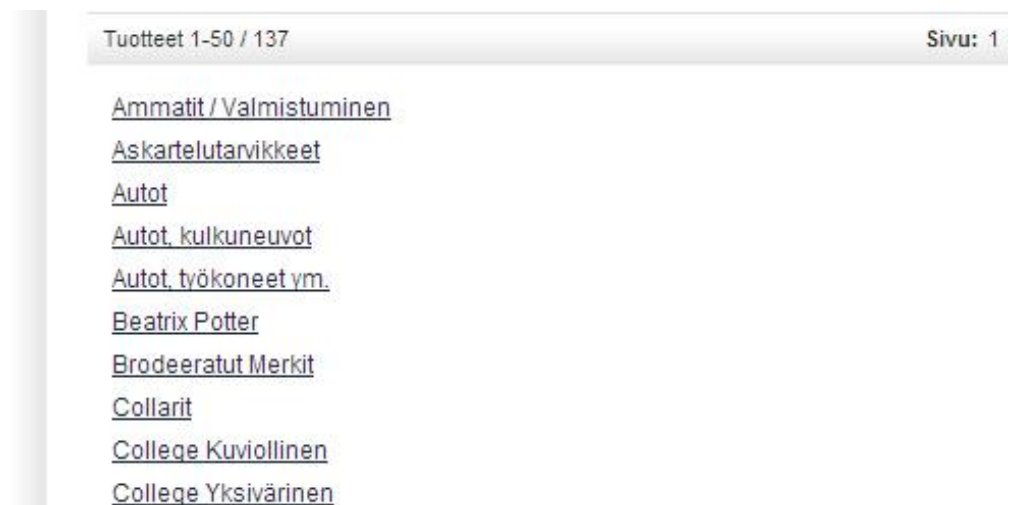 Tuotteet 1-50 / 137 Sivu: 1
Ammatit / Valmistuminen
Askartelutarvikkeet
Autot
Autot, kulkuneuvot
Autot, työkoneet ym.
Beatrix Potter
Brodeeratut Merkit
Collarit
College Kuviollinen
College Yksivärinen